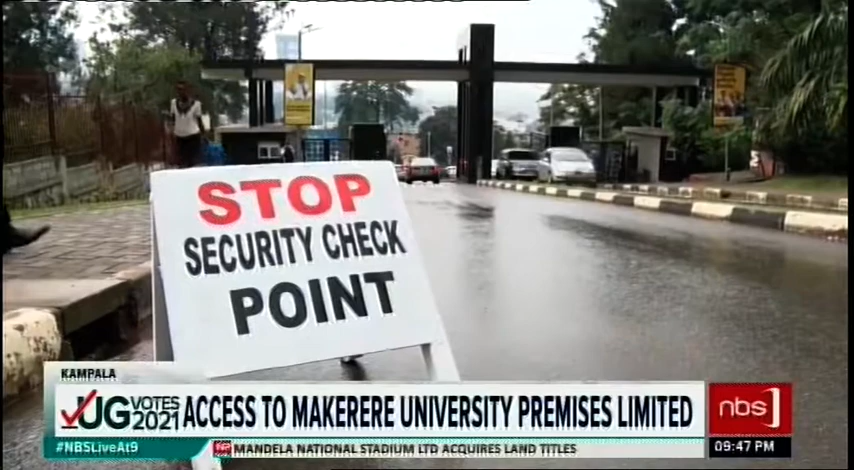 STOP
SECURITY CHECK
POINT
KAMPALA
UG VOTES 2021
ACCESS TO MAKERERE UNIVERSITY PREMISES LIMITED
nbs
#NBSLiveAt9
MANDELA NATIONAL STADIUM LTD ACQUIRES LAND TITLES
09:47 PM